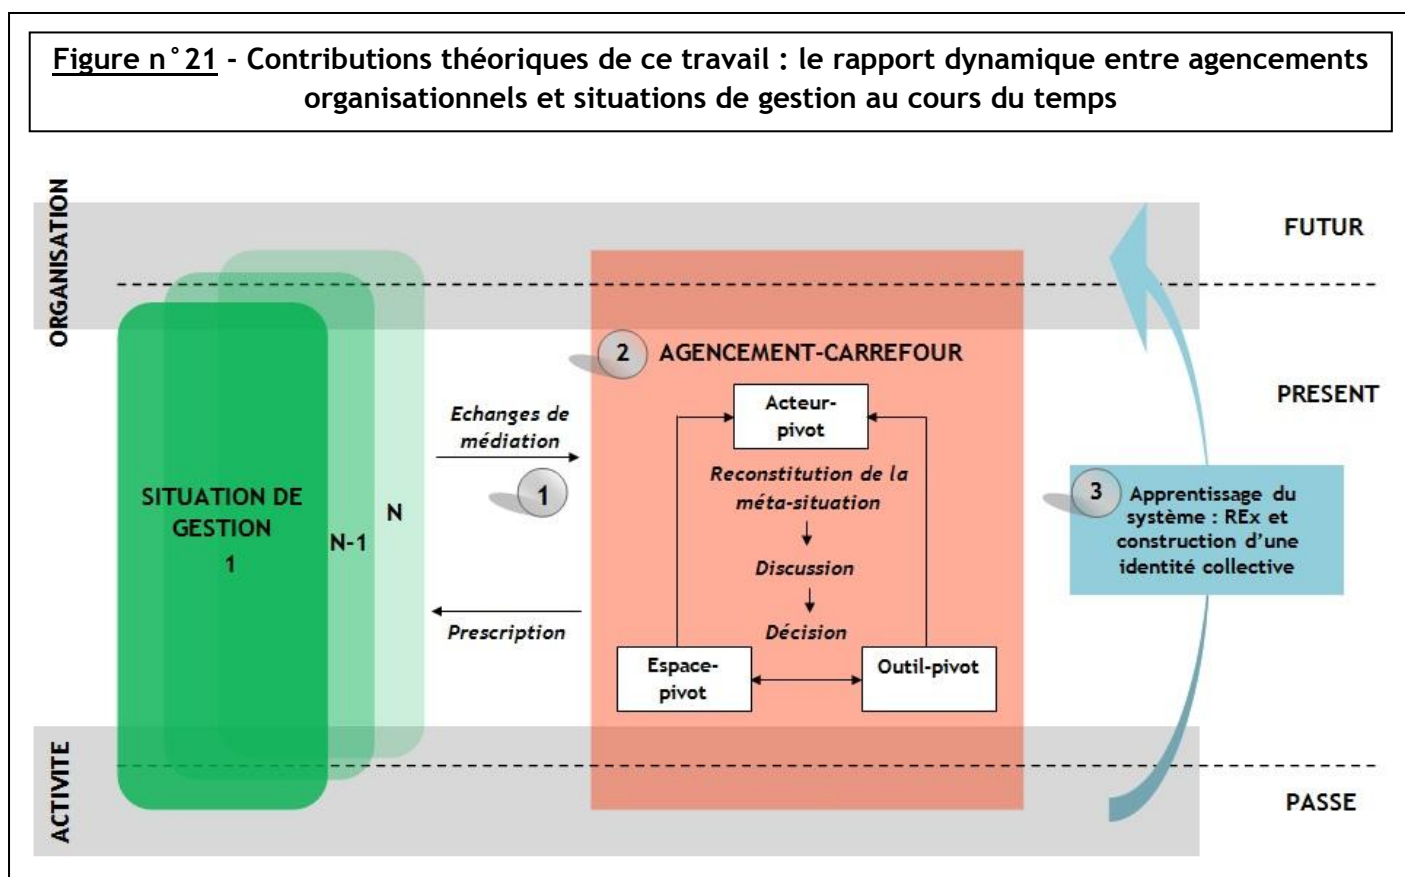 Figure n°21 - Contributions théoriques de ce travail : le rapport dynamique entre agencements
organisationnels et situations de gestion au cours du temps
ORGANISATION
FUTUR
PRESENT
PASSE
ACTIVITE
SITUATION DE
GESTION
1
N-1
N
Echanges de
médiation
1
Prescription
2
AGENCEMENT-CARREFOUR
Acteur-
pivot
Reconstitution de la
méta-situation
Discussion
Décision
Espace-
pivot
Outil-pivot
3
Apprentissage du
système : REx et
construction d'une
identité collective